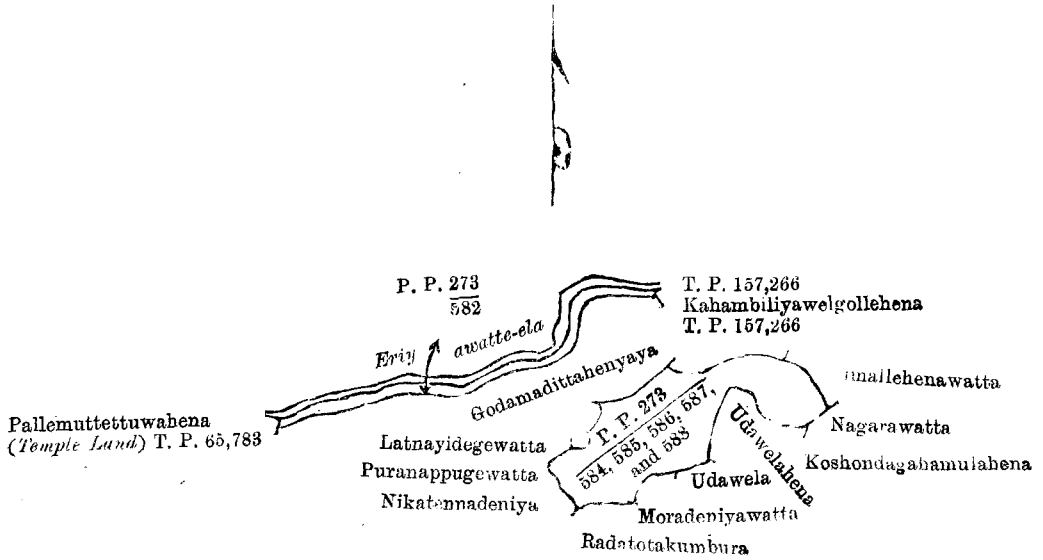 P. P. 273
582
T. P. 157,266
Kahambiliyawelgollehena
T. P. 157,266
Eriy awatte-ela
Godamadittahenyaya
Pallemuttettuwahena
(Temple Land) T. P. 65,783
P. P. 273
584, 585, 586, 587,
and 588
Latnayidegewatta
Puranappugewatta
Nikatennadeniya
Udawelahena
Nagarawatta
Koshondagahamulahena
Udawela
Moradeniyawatta
Radatotakumbura